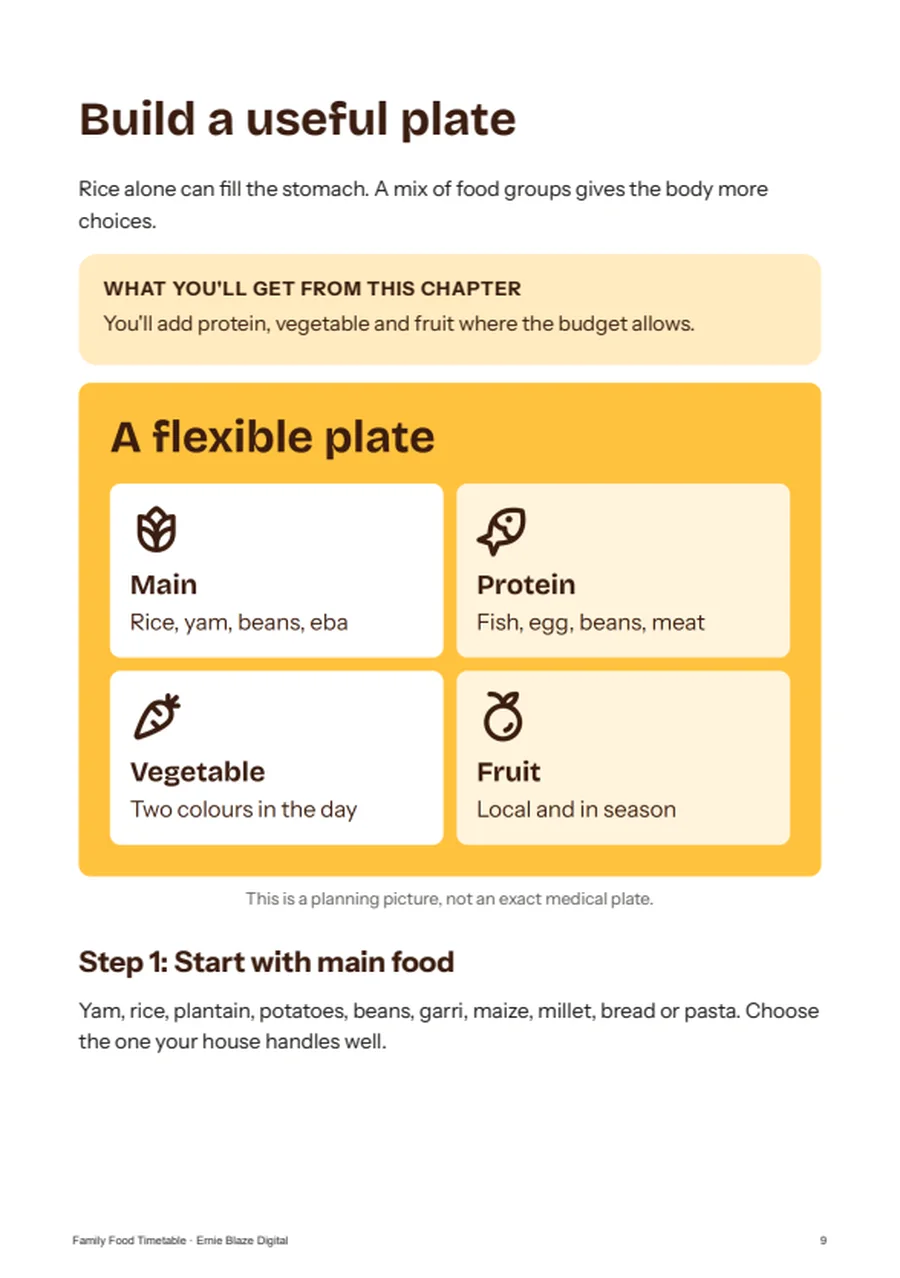 Build a useful plate
Rice alone can fill the stomach. A mix of food groups gives the body more
choices.
WHAT YOU'LL GET FROM THIS CHAPTER
You'll add protein, vegetable and fruit where the budget allows.
A flexible plate
Main
Rice, yam, beans, eba
Protein
Fish, egg, beans, meat
Vegetable
Two colours in the day
Fruit
Local and in season
This is a planning picture, not an exact medical plate.
Step 1: Start with main food
Yam, rice, plantain, potatoes, beans, garri, maize, millet, bread or pasta. Choose
the one your house handles well.
Family Food Timetable · Ernie Blaze Digital
9